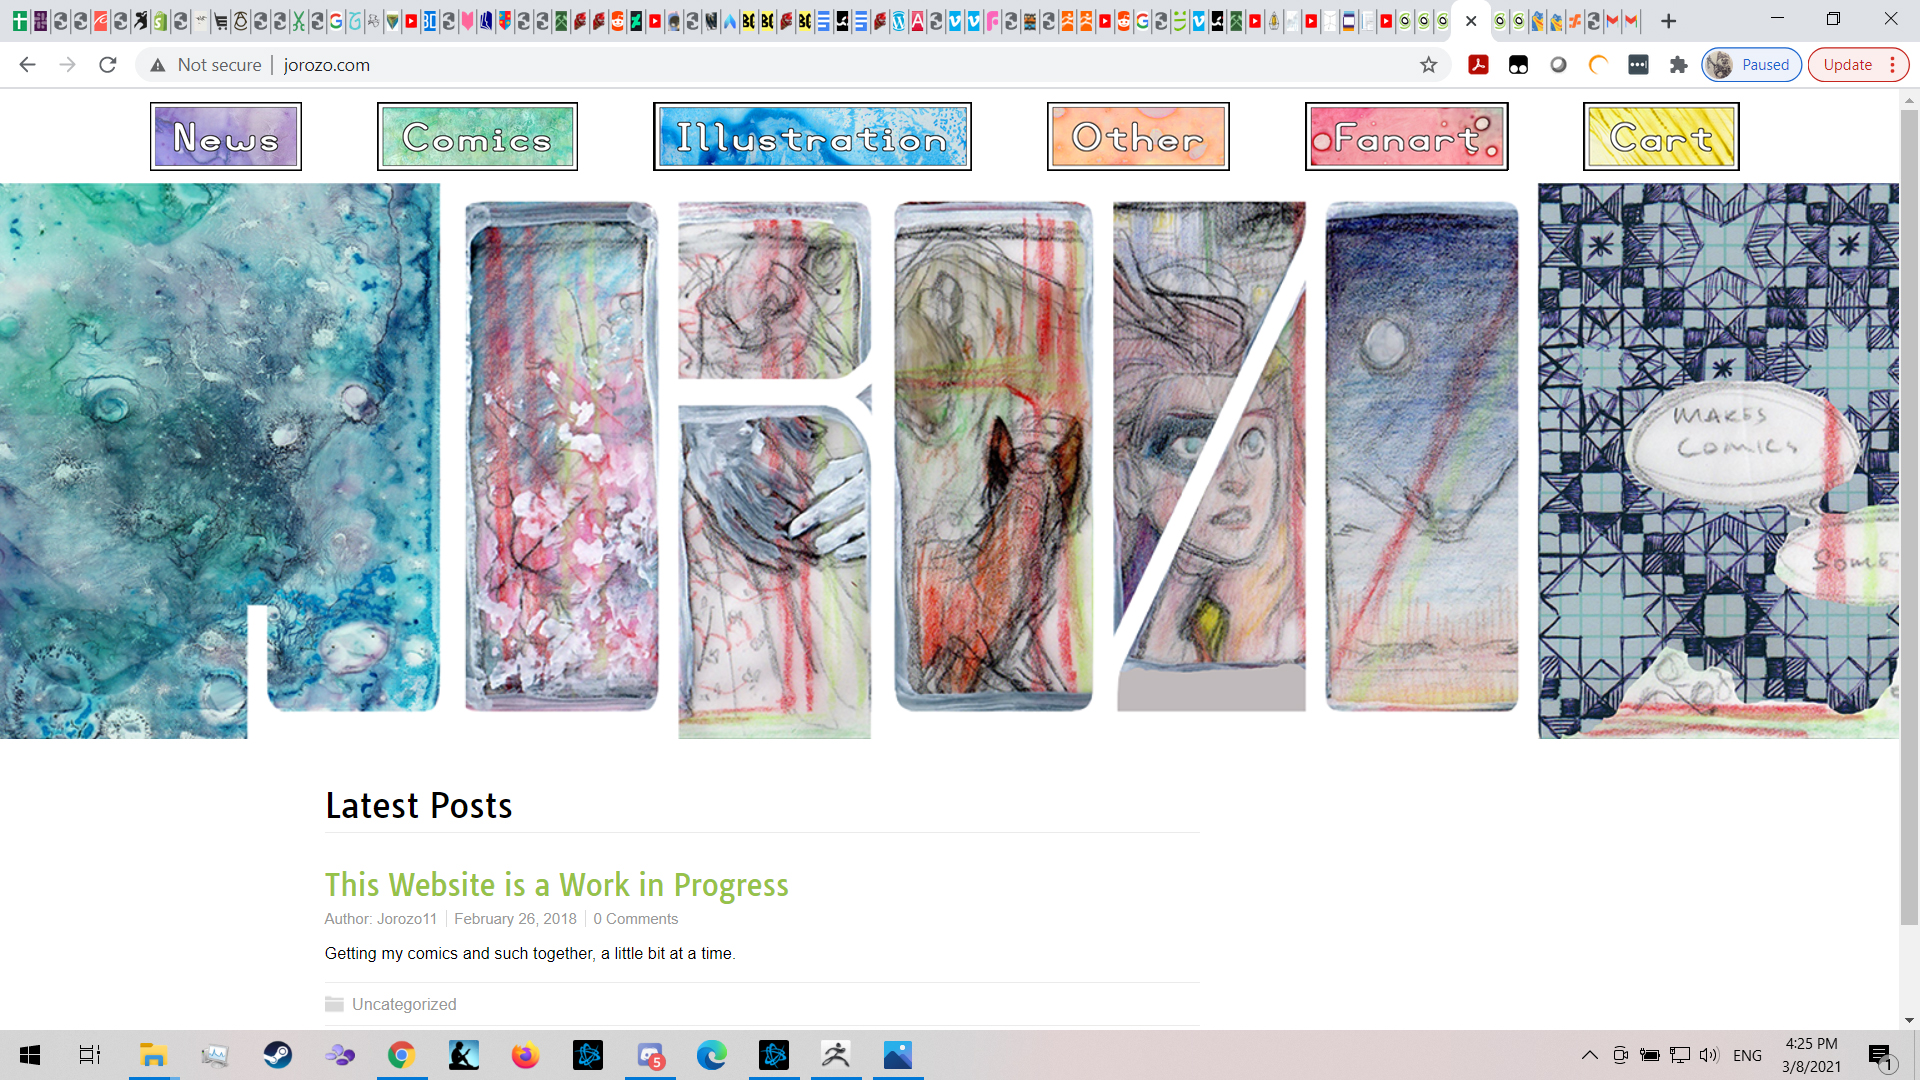 Not secure | jorozo.com
Paused
Update
News
Comics
Illustration
Other
Fanart
Cart
MAKES
COMICS
Some
Latest Posts
This Website is a Work in Progress
Author: Jorozo11 | February 26, 2018 | 0 Comments
Getting my comics and such together, a little bit at a time.
Uncategorized
5
ENG
4:25 PM
3/8/2021
1